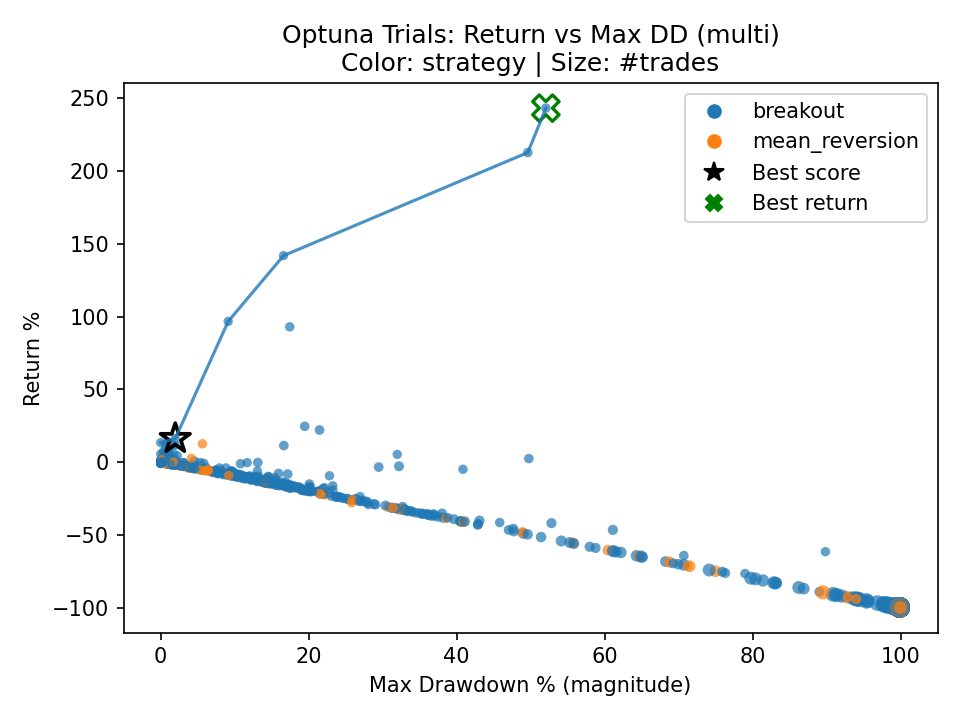 Optuna Trials: Return vs Max DD (multi)
Color: strategy | Size: #trades
250
200
150
100
50
0
−50
−100
Return %
breakout
mean_reversion
Best score
Best return
0
20
40
60
80
100
Max Drawdown % (magnitude)